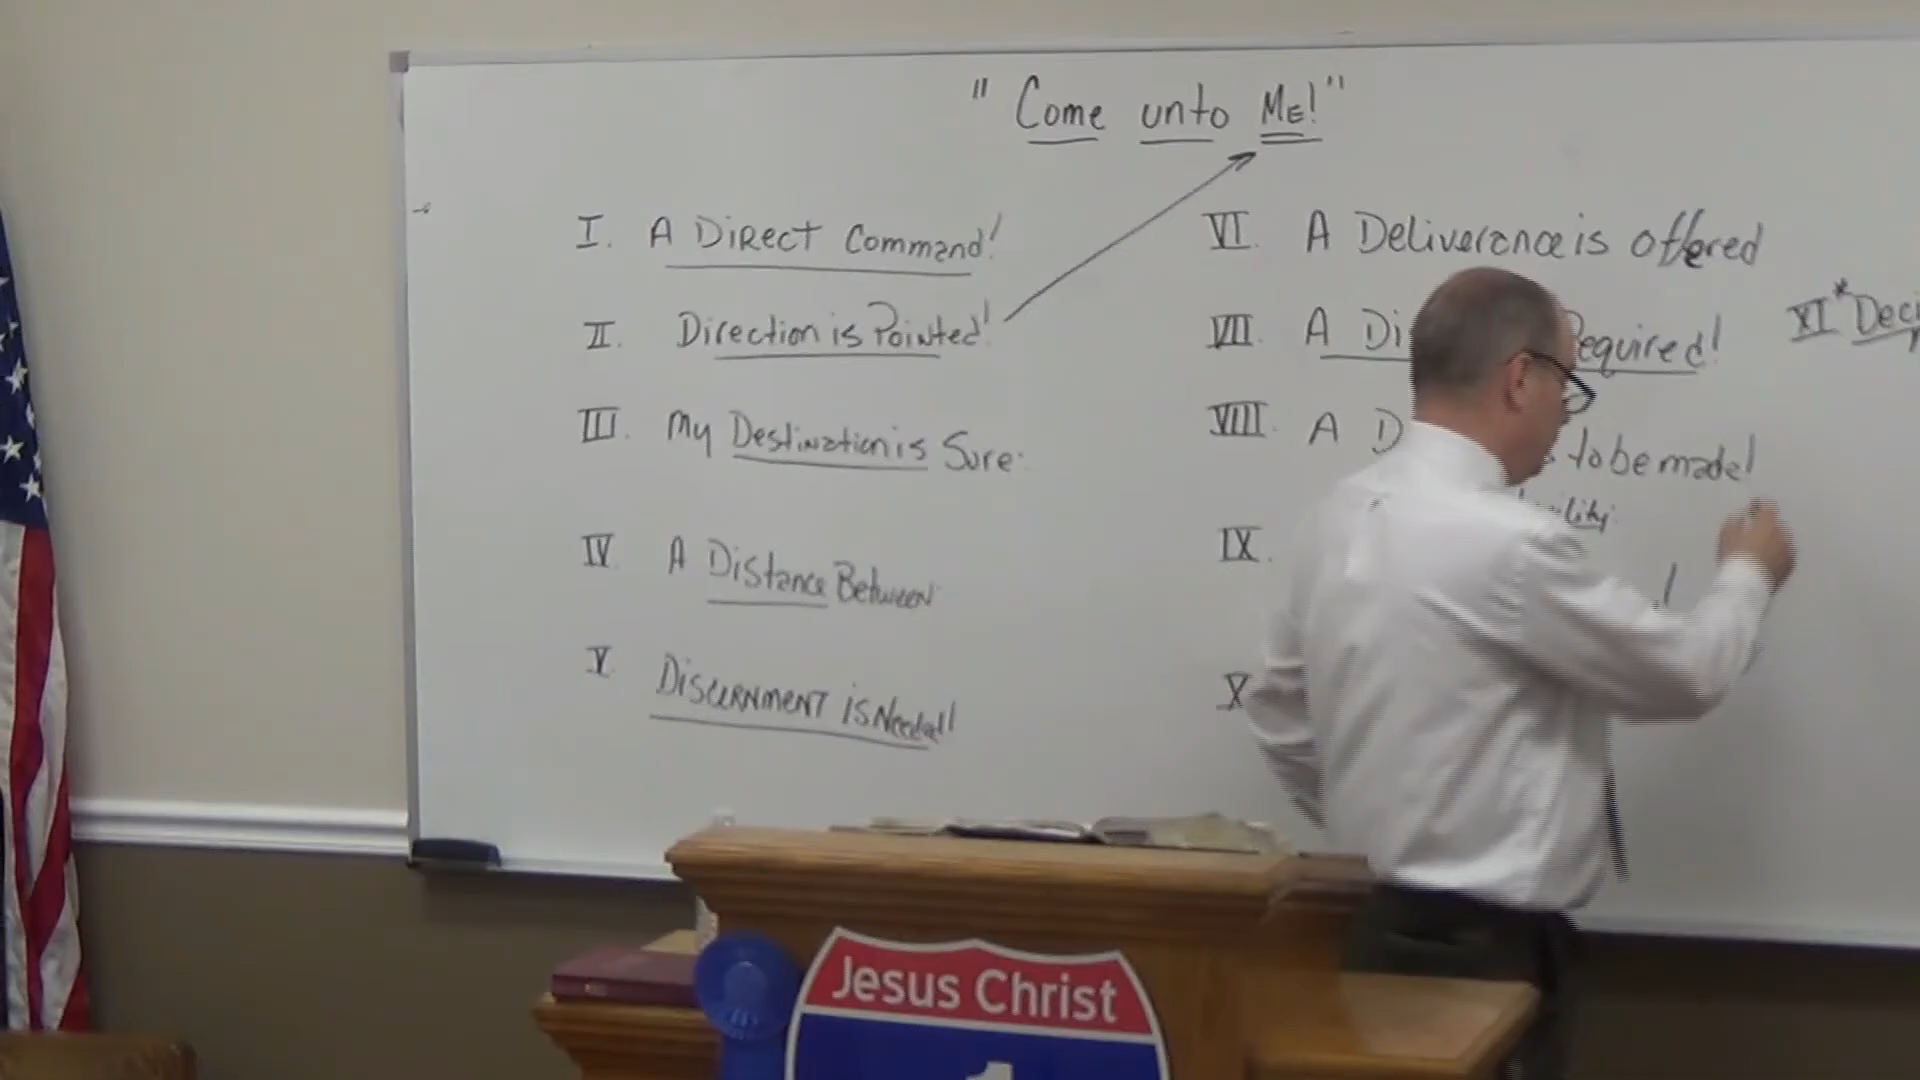 "Come unto ME!"
I. A Direct Command!
II. Direction is Pointed!
III. My Destination is Sure.
IV. A Distance Between
V. Discernment is Needed!
VI. A Deliverance is offered
VII. A Di Required!
VIII. A D to be made!
IX.
X
XI* Deci
Jesus Christ
1